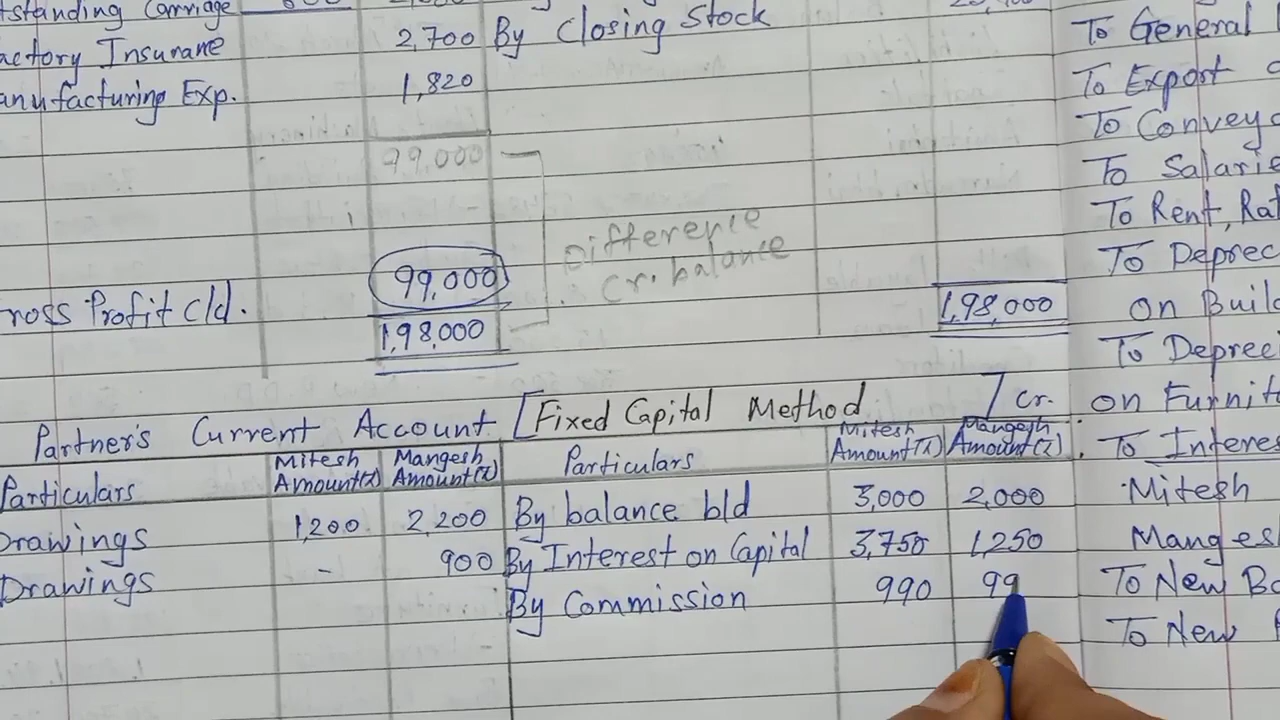 tstanding Carriage
actory Insurane 2,700 By Closing Stock
anufacturing Exp. 1,820
99,000
Difference
Cr. balance
99,000
ross Profit C/d. 1,98,000
1,98,000
To General
To Export
To Convey
To Salarie
To Rent, Rat
To Deprec
on Build
To Depreci
on Furnit
To Interes
Mitesh
Manges
To New
To New
Partner's Current Account [Fixed Capital Method ] Cr.
Particulars Mitesh Amount(₹) Mangesh Amount(₹) Particulars Mitesh Amount(₹) Mangesh Amount(₹)
Drawings 1,200 2,200 By balance b/d 3,000 2,000
Drawings - 900 By Interest on Capital 3,750 1,250
By Commission 990 99